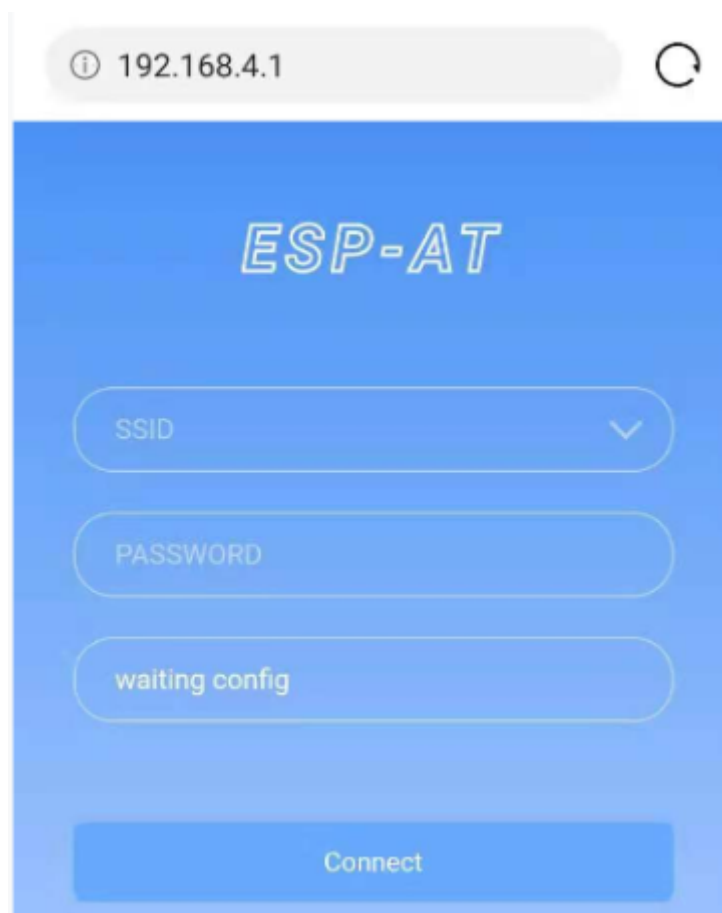 192.168.4.1
ESP-AT
SSID
PASSWORD
waiting config
Connect